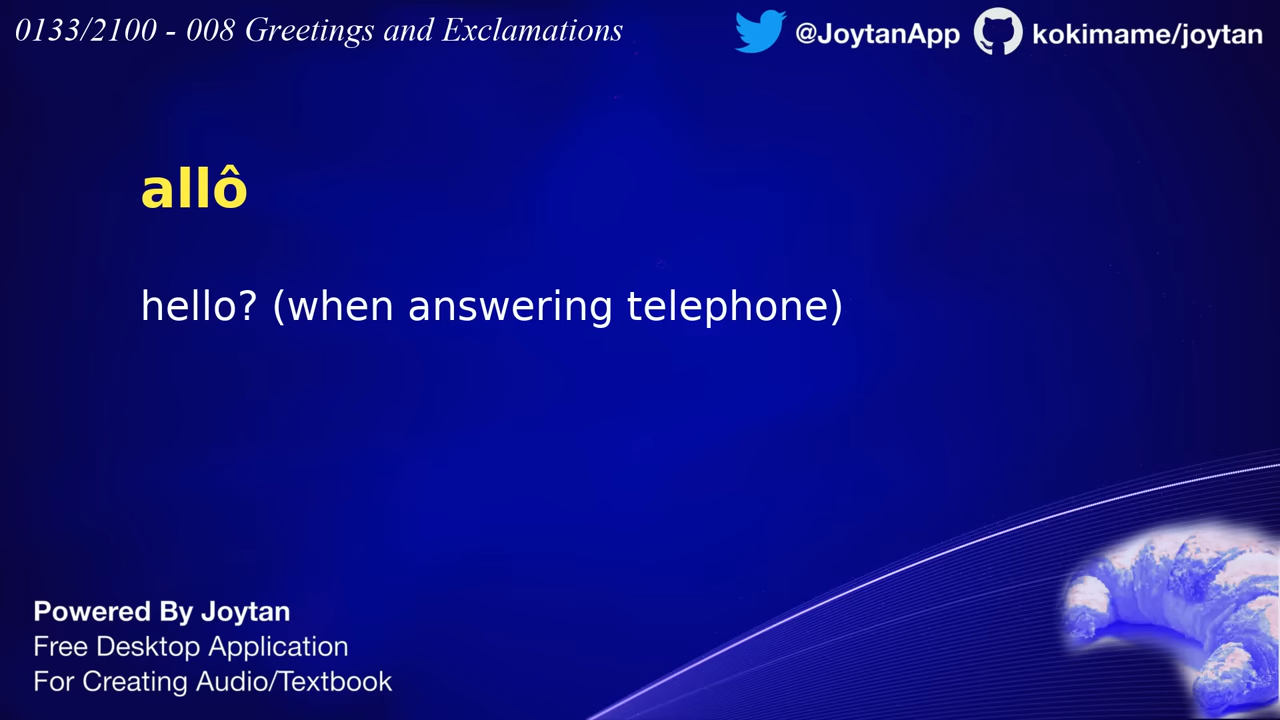 0133/2100 - 008 Greetings and Exclamations
@JoytanApp
kokimame/joytan
allô
hello? (when answering telephone)
Powered By Joytan
Free Desktop Application
For Creating Audio/Textbook